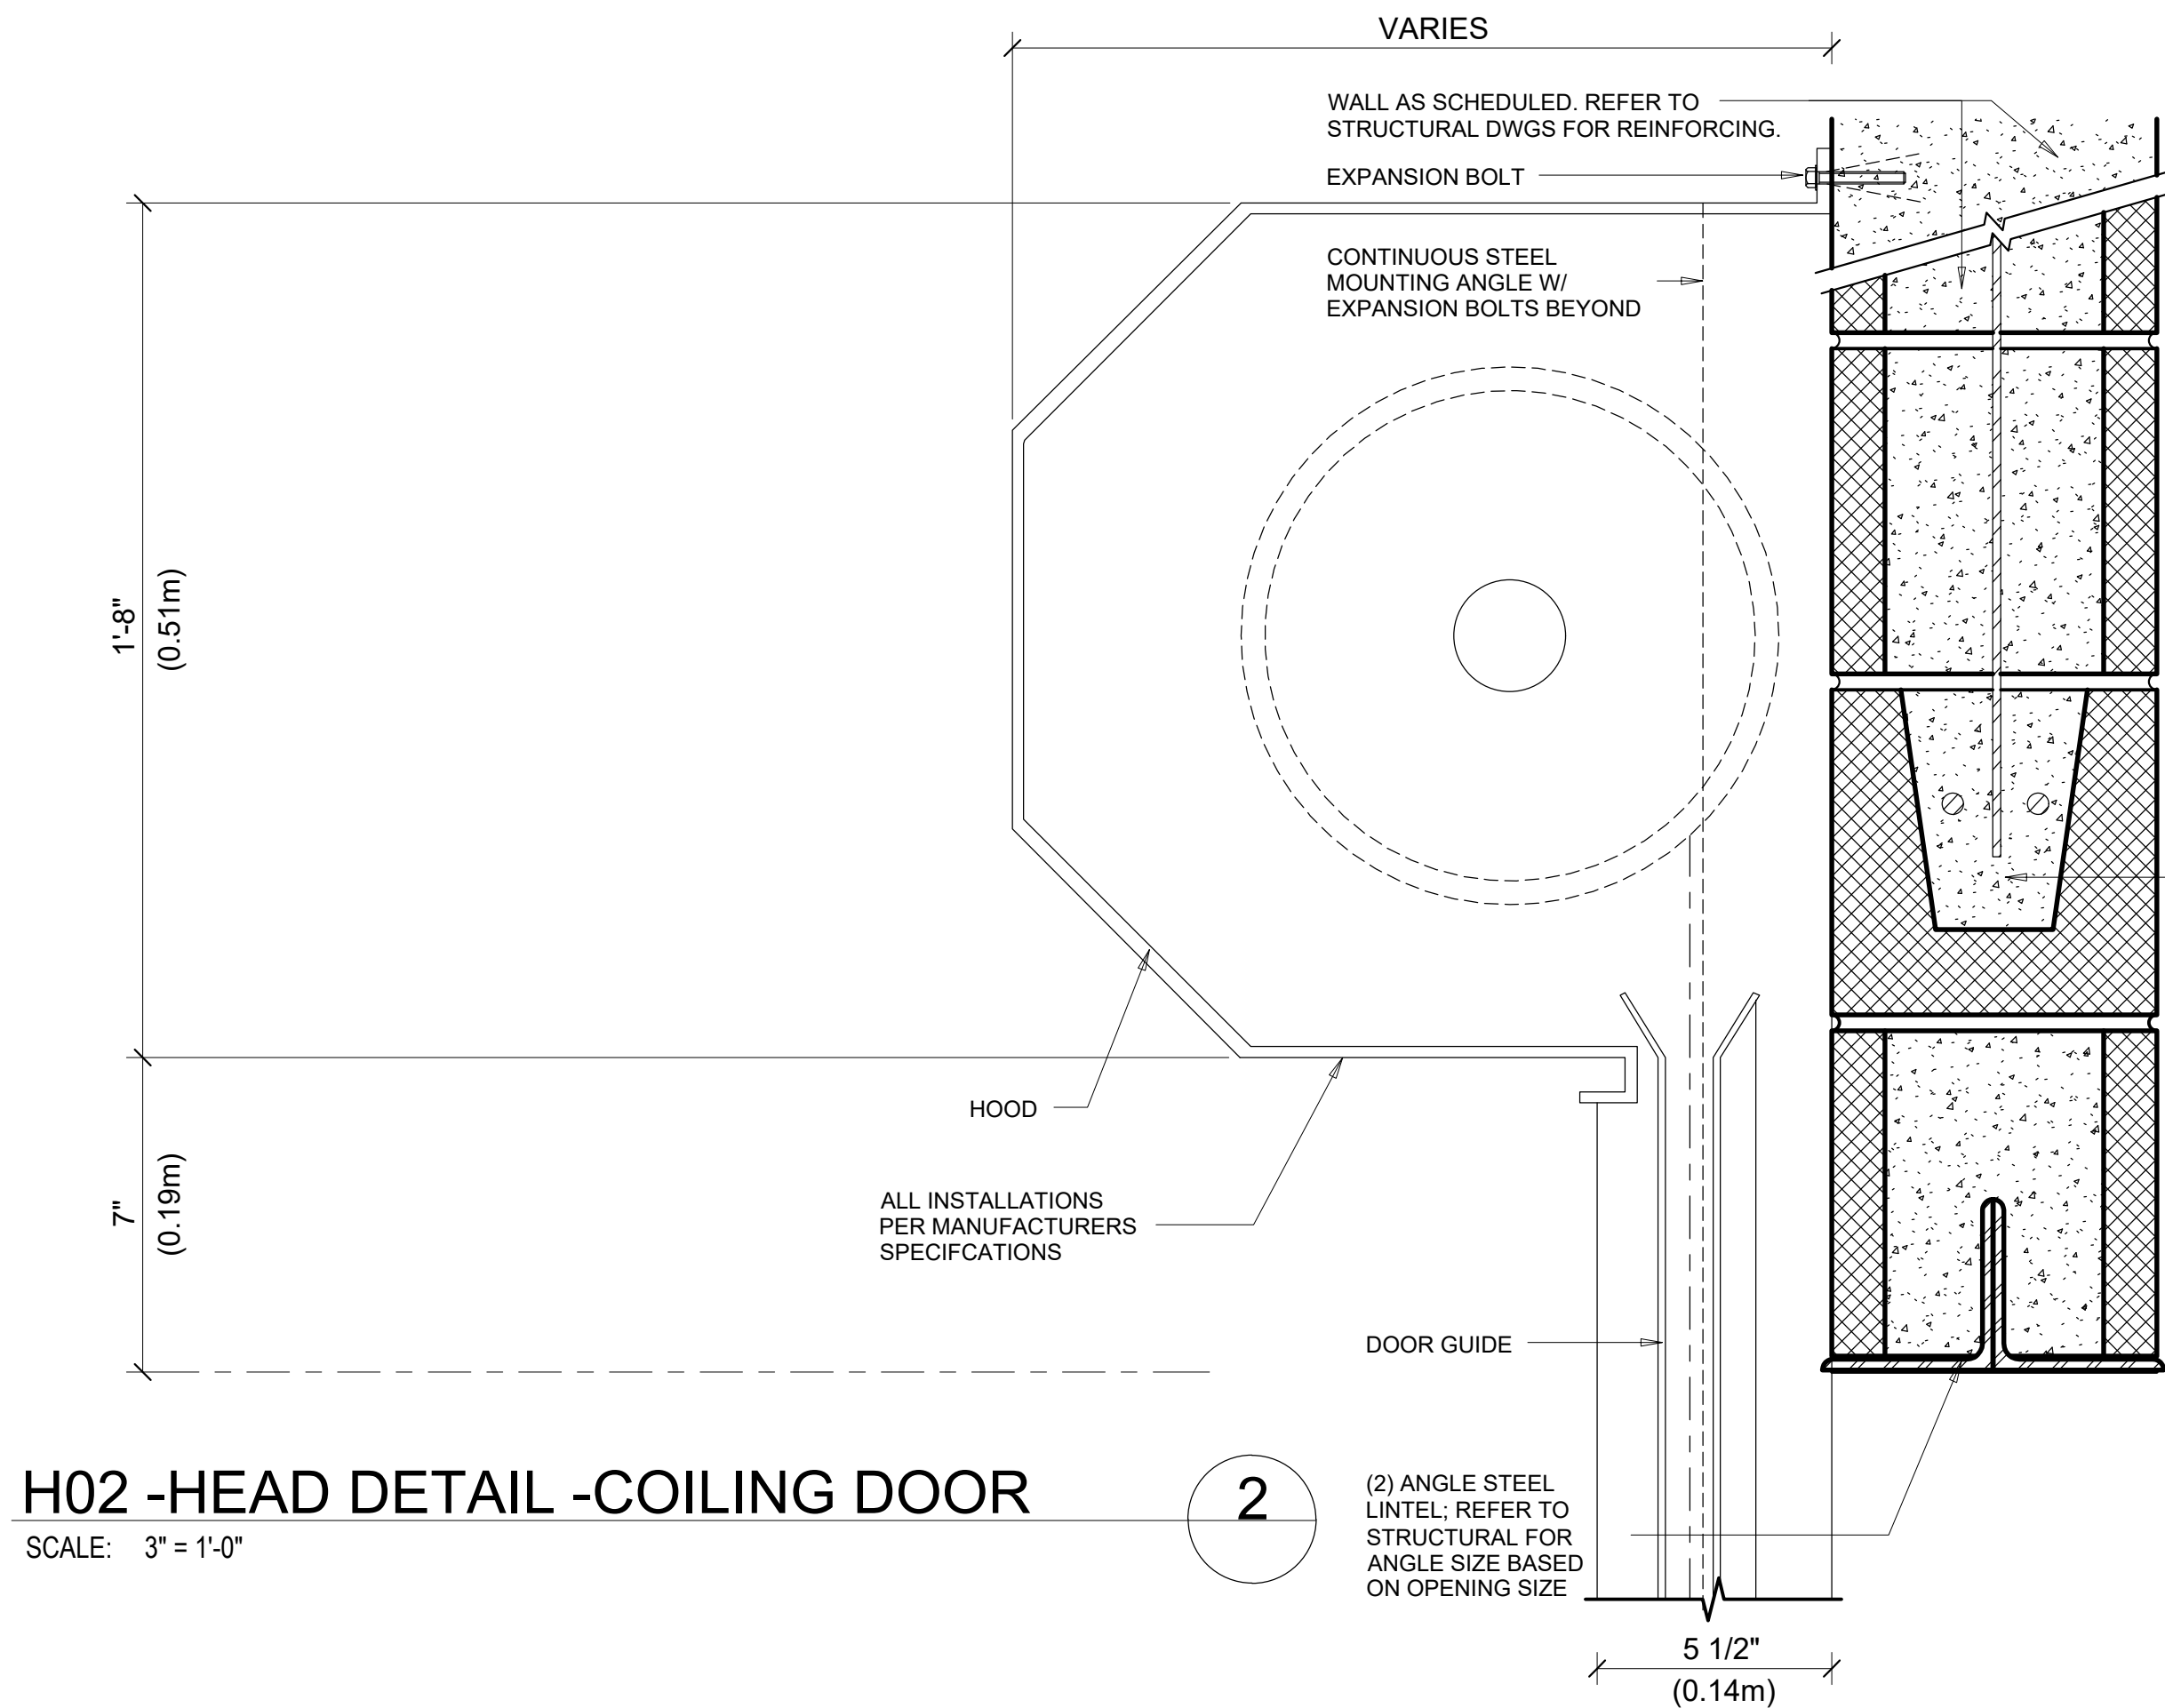 VARIES
WALL AS SCHEDULED. REFER TO
STRUCTURAL DWGS FOR REINFORCING.
EXPANSION BOLT
CONTINUOUS STEEL
MOUNTING ANGLE W/
EXPANSION BOLTS BEYOND
1'-8"
(0.51m)
HOOD
7"
(0.19m)
ALL INSTALLATIONS
PER MANUFACTURERS
SPECIFCATIONS
DOOR GUIDE
H02 -HEAD DETAIL -COILING DOOR
SCALE: 3" = 1'-0"
2
(2) ANGLE STEEL
LINTEL; REFER TO
STRUCTURAL FOR
ANGLE SIZE BASED
ON OPENING SIZE
5 1/2"
(0.14m)